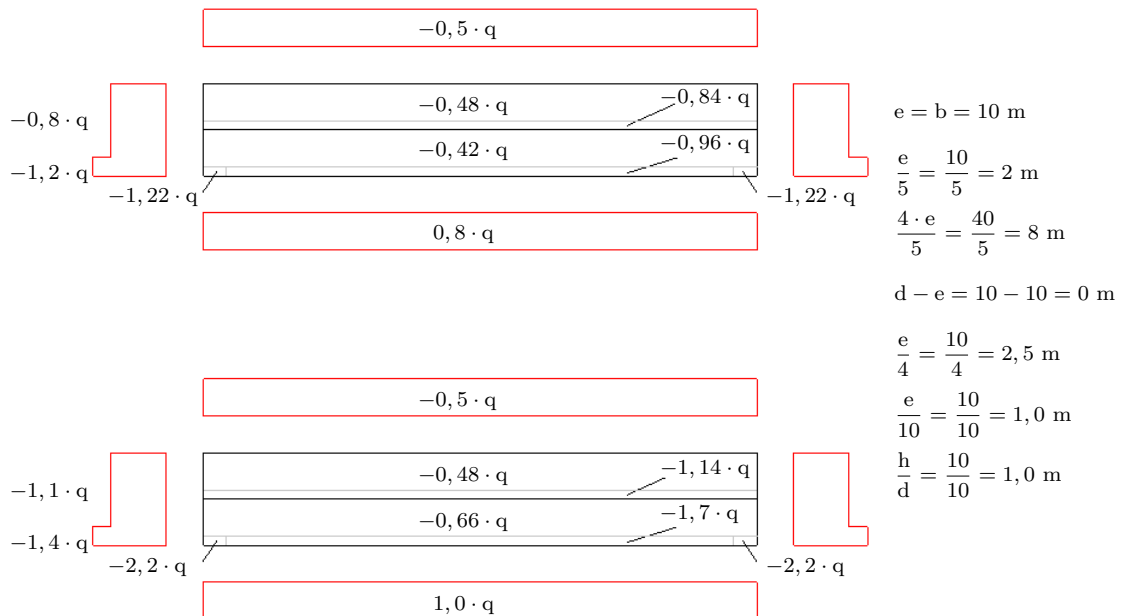 −0, 5 · q
−0, 84 · q
−0, 48 · q
−0, 8 · q
−0, 96 · q
−0, 42 · q
−1, 2 · q
−1, 22 · q
−1, 22 · q
0, 8 · q
e = b = 10 m
e/5 = 10/5 = 2 m
4 · e/5 = 40/5 = 8 m
d − e = 10 − 10 = 0 m
e/4 = 10/4 = 2, 5 m
e/10 = 10/10 = 1, 0 m
h/d = 10/10 = 1, 0 m
−0, 5 · q
−1, 14 · q
−0, 48 · q
−1, 1 · q
−1, 7 · q
−0, 66 · q
−1, 4 · q
−2, 2 · q
−2, 2 · q
1, 0 · q